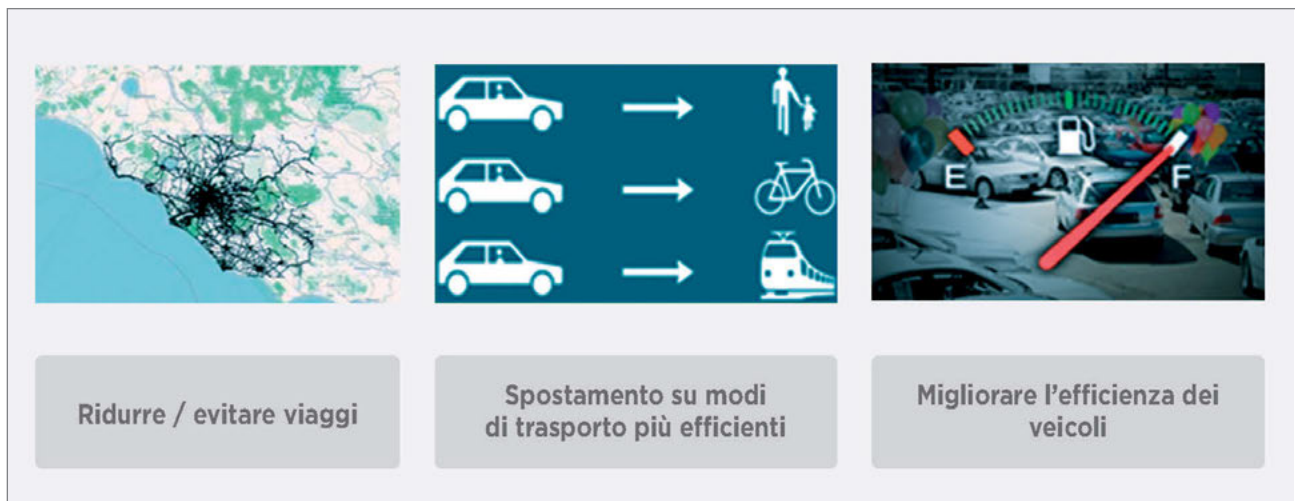 E
F
Ridurre / evitare viaggi
Spostamento su modi
di trasporto più efficienti
Migliorare l'efficienza dei
veicoli